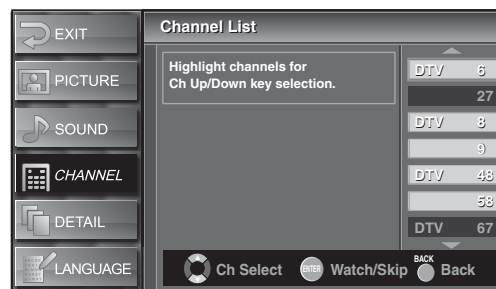 EXIT
PICTURE
SOUND
CHANNEL
DETAIL
LANGUAGE
Channel List
Highlight channels for
Ch Up/Down key selection.
DTV 6
27
DTV 8
9
DTV 48
58
DTV 67
Ch Select ENTER Watch/Skip BACK Back